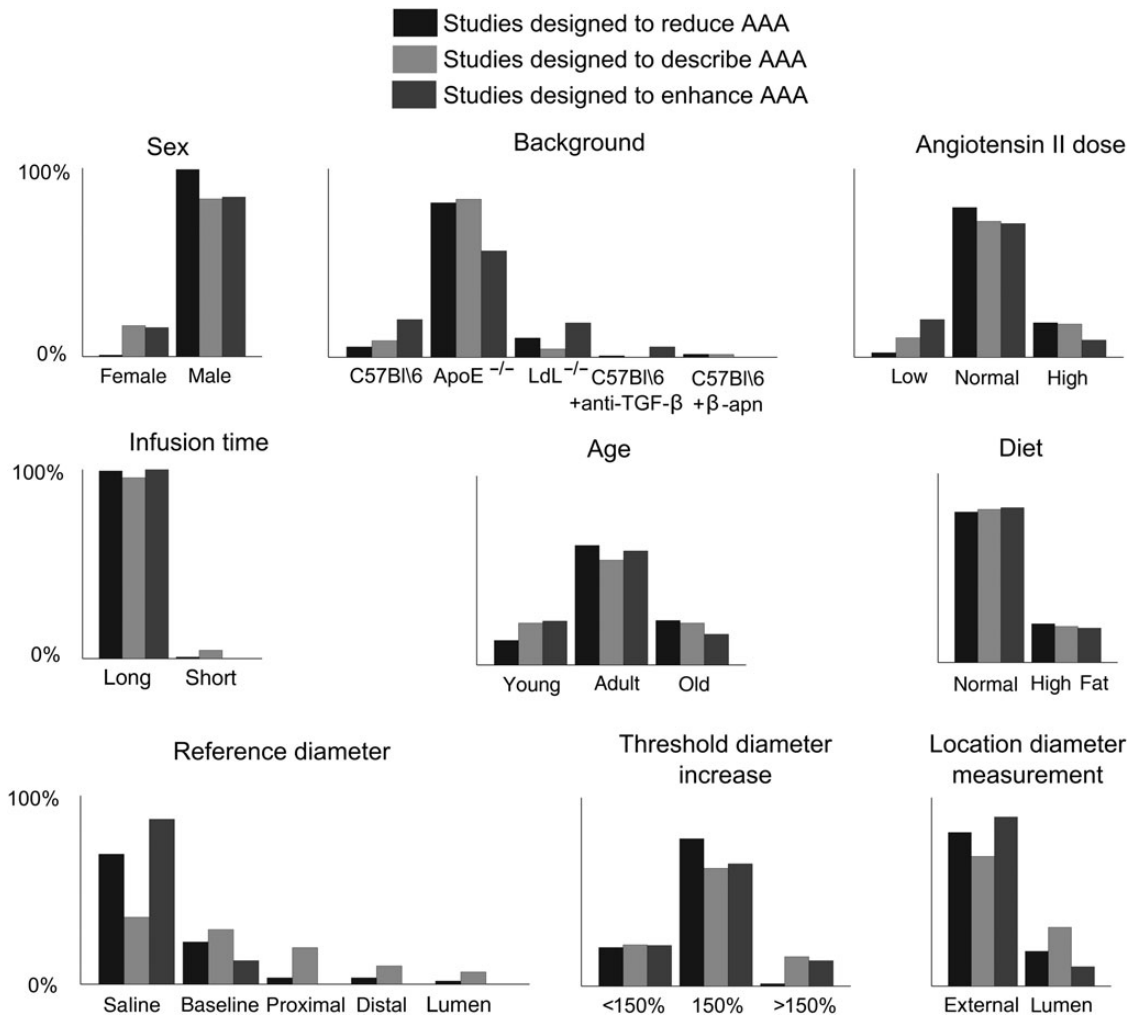 Studies designed to reduce AAA
Studies designed to describe AAA
Studies designed to enhance AAA
Sex
100%
0%
Female Male
Background
C57Bl\6 ApoE −/− LdL −/− C57Bl\6 C57Bl\6
+anti-TGF-β +β-apn
Angiotensin II dose
Low Normal High
Infusion time
100%
0%
Long Short
Age
Young Adult Old
Diet
Normal High Fat
Reference diameter
100%
0%
Saline Baseline Proximal Distal Lumen
Threshold diameter
increase
<150% 150% >150%
Location diameter
measurement
External Lumen